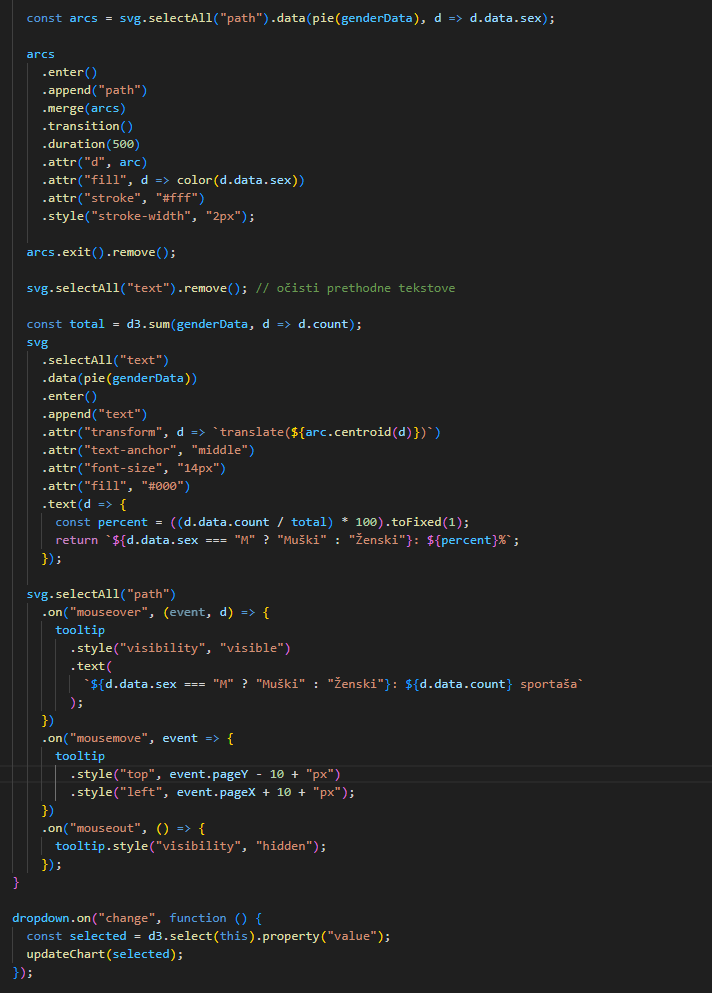 const arcs = svg.selectAll("path").data(pie(genderData), d => d.data.sex);
arcs
.enter()
.append("path")
.merge(arcs)
.transition()
.duration(500)
.attr("d", arc)
.attr("fill", d => color(d.data.sex))
.attr("stroke", "#fff")
.style("stroke-width", "2px");
arcs.exit().remove();
svg.selectAll("text").remove(); // očisti prethodne tekstove
const total = d3.sum(genderData, d => d.count);
svg
.selectAll("text")
.data(pie(genderData))
.enter()
.append("text")
.attr("transform", d => `translate(${arc.centroid(d)})`)
.attr("text-anchor", "middle")
.attr("font-size", "14px")
.attr("fill", "#000")
.text(d => {
const percent = ((d.data.count / total) * 100).toFixed(1);
return `${d.data.sex === "M" ? "Muški" : "Ženski"}: ${percent}%`;
});
svg.selectAll("path")
.on("mouseover", (event, d) => {
tooltip
.style("visibility", "visible")
.text(
`${d.data.sex === "M" ? "Muški" : "Ženski"}: ${d.data.count} sportaša`
);
})
.on("mousemove", event => {
tooltip
.style("top", event.pageY - 10 + "px")
.style("left", event.pageX + 10 + "px");
})
.on("mouseout", () => {
tooltip.style("visibility", "hidden");
});
}
dropdown.on("change", function () {
const selected = d3.select(this).property("value");
updateChart(selected);
});